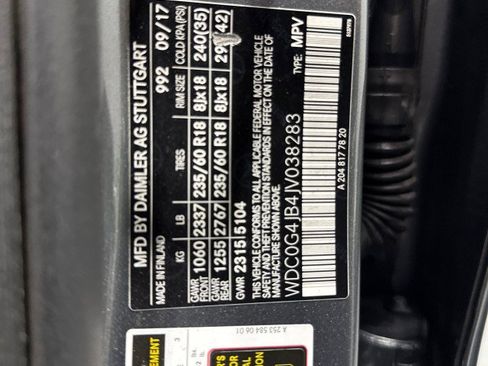 MFD BY DAIMLER AG STUTTGART
MADE IN FINLAND 992 09/17
KG LB TIRES RIM SIZE COLD KPA(PSI)
GAWR FRONT 1060 2337 235/60 R18 8Jx18 240(35)
GAWR REAR 1255 2767 235/60 R18 8Jx18 (42)
GVWR 2315 5104
THIS VEHICLE CONFORMS TO ALL APPLICABLE FEDERAL MOTOR VEHICLE
SAFETY/THEFT PREVENTION STANDARDS IN EFFECT ON THE DATE OF
MANUFACTURE SHOWN ABOVE.
WDC0G4JB4JV038283 TYPE: MPV
A 204 817 78 20
A 253 584 06 01